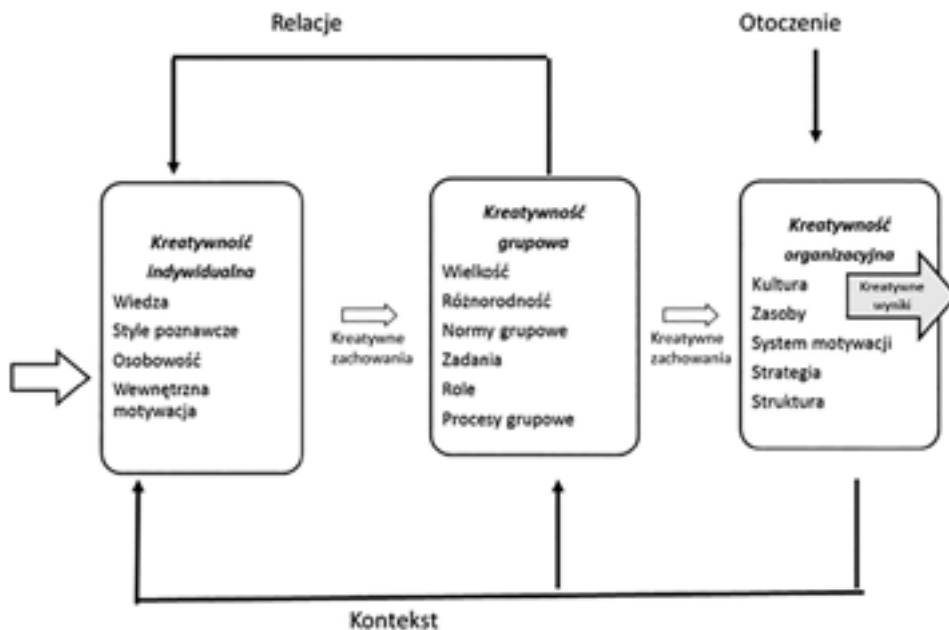 Relacje
Otoczenie
Kreatywność
indywidualna
Wiedza
Style poznawcze
Osobowość
Wewnętrzna
motywacja
Kreatywne
zachowania
Kreatywność
grupowa
Wielkość
Różnorodność
Normy grupowe
Zadania
Role
Procesy grupowe
Kreatywne
zachowania
Kreatywność
organizacyjna
Kultura
Zasoby
System motywacji
Strategia
Struktura
Kreatywne
wyniki
Kontekst